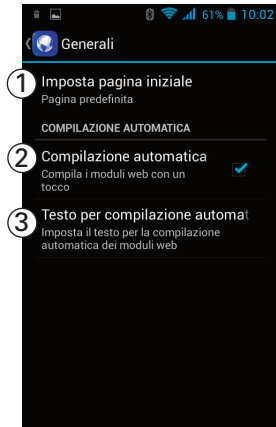 61% 10:02
Generali
1 Imposta pagina iniziale
Pagina predefinita
COMPILAZIONE AUTOMATICA
2 Compilazione automatica
Compila i moduli web con un
tocco
3 Testo per compilazione automat
Imposta il testo per la compilazione
automatica dei moduli web